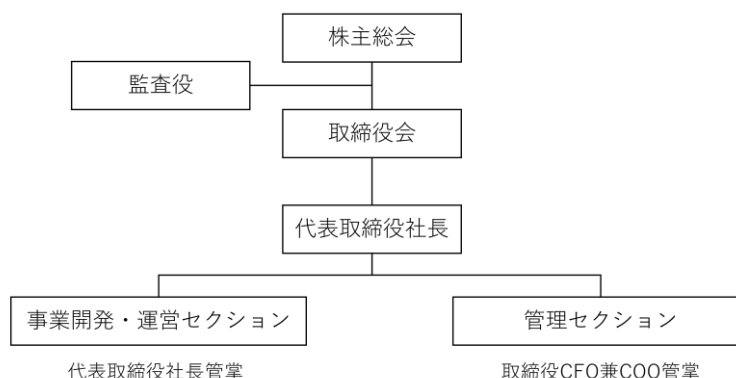 株主総会
監査役
取締役会
代表取締役社長
事業開発・運営セクション
管理セクション
代表取締役社長管掌
取締役CFO兼COO管掌